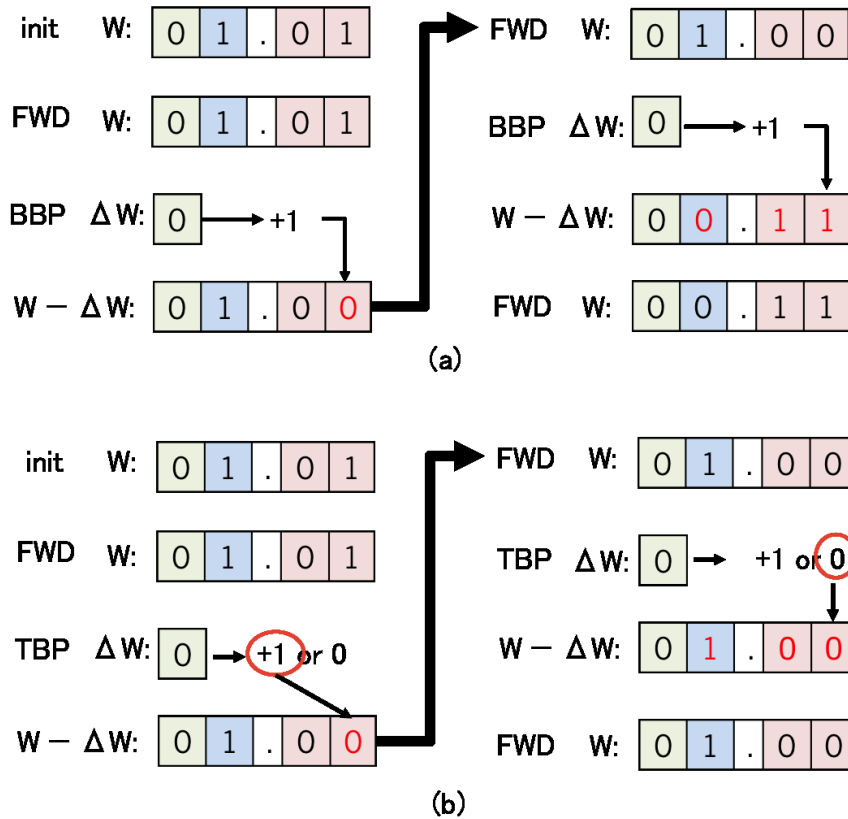 init W: 0 1 . 0 1
FWD W: 0 1 . 0 1
BBP ΔW: 0 +1
W − ΔW: 0 1 . 0 0
FWD W: 0 1 . 0 0
BBP ΔW: 0 +1
W − ΔW: 0 0 . 1 1
FWD W: 0 0 . 1 1
(a)
init W: 0 1 . 0 1
FWD W: 0 1 . 0 1
TBP ΔW: 0 +1 or 0
W − ΔW: 0 1 . 0 0
FWD W: 0 1 . 0 0
TBP ΔW: 0 +1 or 0
W − ΔW: 0 1 . 0 0
FWD W: 0 1 . 0 0
(b)